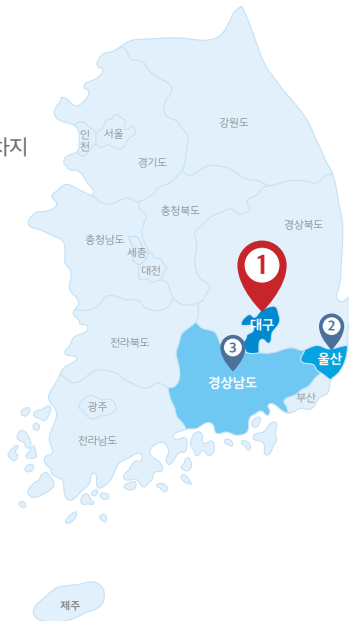 강원도
인천
서울
차지
경기도
충청북도
경상북도
충청남도
세종
대전
1
대구
2
전라북도
3
울산
경상남도
부산
광주
전라남도
제주